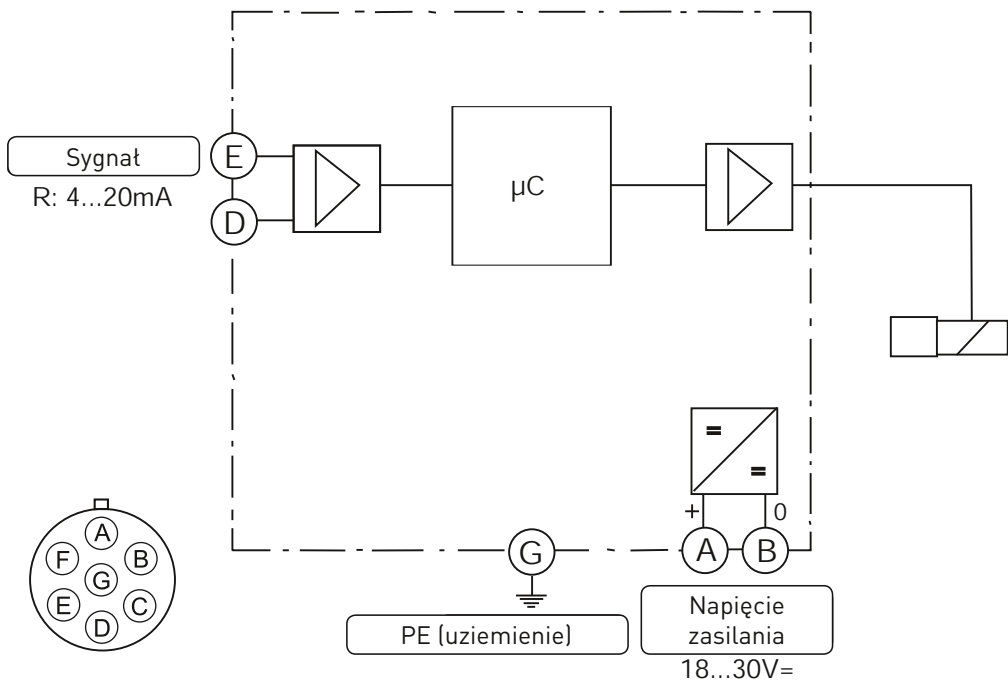 Sygnał
R: 4...20mA
E
D
µC
=
=
+
0
G
A
B
PE (uziemienie)
Napięcie
zasilania
18...30V=
A
F
B
G
E
C
D